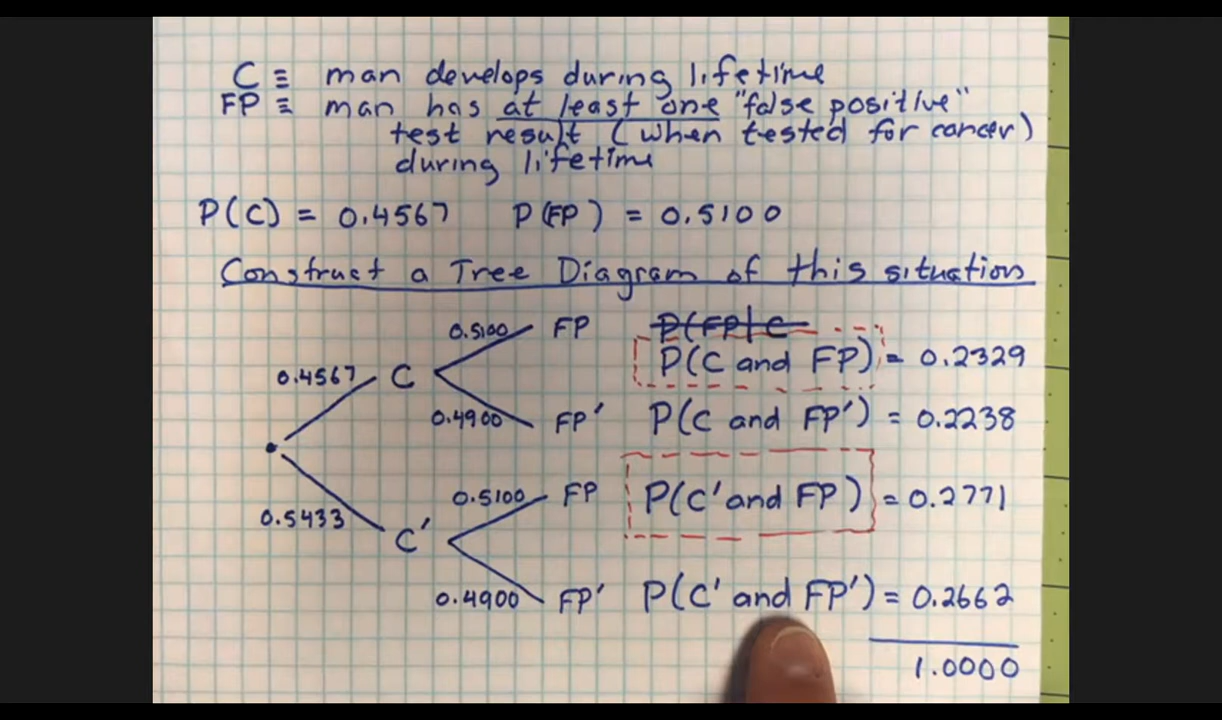 C ≡ man develops during lifetime
FP ≡ man has at least one "false positive"
test result (when tested for cancer)
during lifetime
P(C) = 0.4567 P(FP) = 0.5100
Construct a Tree Diagram of this situation
0.5100 FP P(FP|C
P(C and FP) = 0.2329
0.4567 C
0.4900 FP' P(C and FP') = 0.2238
0.5100 FP P(C' and FP) = 0.2771
0.5433 C'
0.4900 FP' P(C' and FP') = 0.2662
1.0000